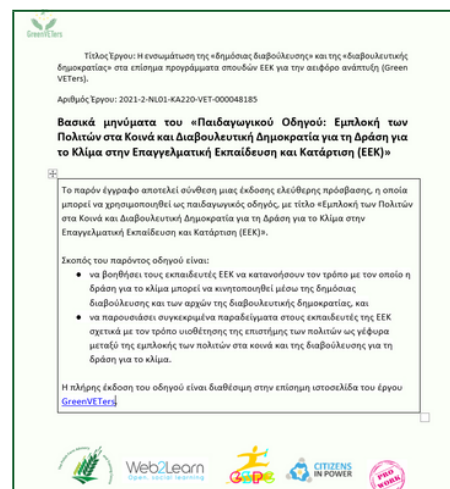 GreenVETers
Τίτλος Έργου: Η ενσωμάτωση της «δημόσιας διαβούλευσης» και της «διαβουλευτικής
δημοκρατίας» στα επίσημα προγράμματα σπουδών ΕΕΚ για την αειφόρο ανάπτυξη (Green
VETers).
Αριθμός Έργου: 2021-2-NL01-KA220-VET-000048185
Βασικά μηνύματα του «Παιδαγωγικού Οδηγού: Εμπλοκή των
Πολιτών στα Κοινά και Διαβουλευτική Δημοκρατία για τη Δράση για
το Κλίμα στην Επαγγελματική Εκπαίδευση και Κατάρτιση (ΕΕΚ)»
Το παρόν έγγραφο αποτελεί σύνθεση μιας έκδοσης ελεύθερης πρόσβασης, η οποία
μπορεί να χρησιμοποιηθεί ως παιδαγωγικός οδηγός, με τίτλο «Εμπλοκή των Πολιτών
στα Κοινά και Διαβουλευτική Δημοκρατία για τη Δράση για το Κλίμα στην
Επαγγελματική Εκπαίδευση και Κατάρτιση (ΕΕΚ)».
Σκοπός του παρόντος οδηγού είναι:
● να βοηθήσει τους εκπαιδευτές ΕΕΚ να κατανοήσουν τον τρόπο με τον οποίο η
δράση για το κλίμα μπορεί να κινητοποιηθεί μέσω της δημόσιας
διαβούλευσης και των αρχών της διαβουλευτικής δημοκρατίας, και
● να παρουσιάσει συγκεκριμένα παραδείγματα στους εκπαιδευτές της ΕΕΚ
σχετικά με τον τρόπο υιοθέτησης της επιστήμης των πολιτών ως γέφυρα
μεταξύ της εμπλοκής των πολιτών στα κοινά και της διαβούλευσης για τη
δράση για το κλίμα.
Η πλήρης έκδοση του οδηγού είναι διαθέσιμη στην επίσημη ιστοσελίδα του έργου
GreenVETers.
Web2Learn
Open, social learning
CITIZENS
IN POWER
PRO
WORK